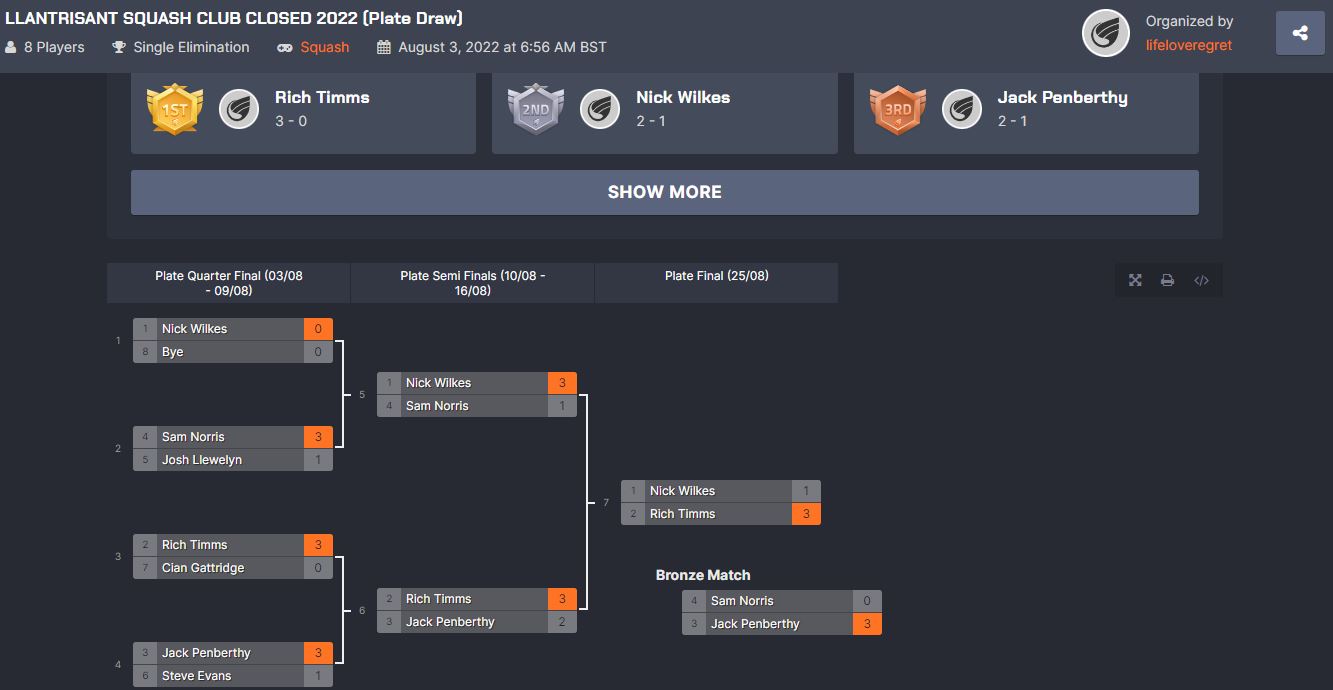 LLANTRISANT SQUASH CLUB CLOSED 2022 (Plate Draw)
8 Players Single Elimination Squash August 3, 2022 at 6:56 AM BST
Organized by
lifeloveregret
1ST Rich Timms
3 - 0
2ND Nick Wilkes
2 - 1
3RD Jack Penberthy
2 - 1
SHOW MORE
Plate Quarter Final (03/08
- 09/08)
Plate Semi Finals (10/08 -
16/08)
Plate Final (25/08)
1
1 Nick Wilkes 0
8 Bye 0
2
4 Sam Norris 3
5 Josh Llewelyn 1
3
2 Rich Timms 3
7 Cian Gattridge 0
4
3 Jack Penberthy 3
6 Steve Evans 1
5
1 Nick Wilkes 3
4 Sam Norris 1
6
2 Rich Timms 3
3 Jack Penberthy 2
7
1 Nick Wilkes 1
2 Rich Timms 3
Bronze Match
4 Sam Norris 0
3 Jack Penberthy 3